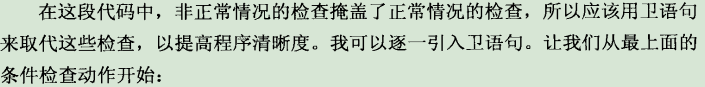 在这段代码中，非正常情况的检查掩盖了正常情况的检查，所以应该用卫语句
来取代这些检查，以提高程序清晰度。我可以逐一引入卫语句。让我们从最上面的
条件检查动作开始：